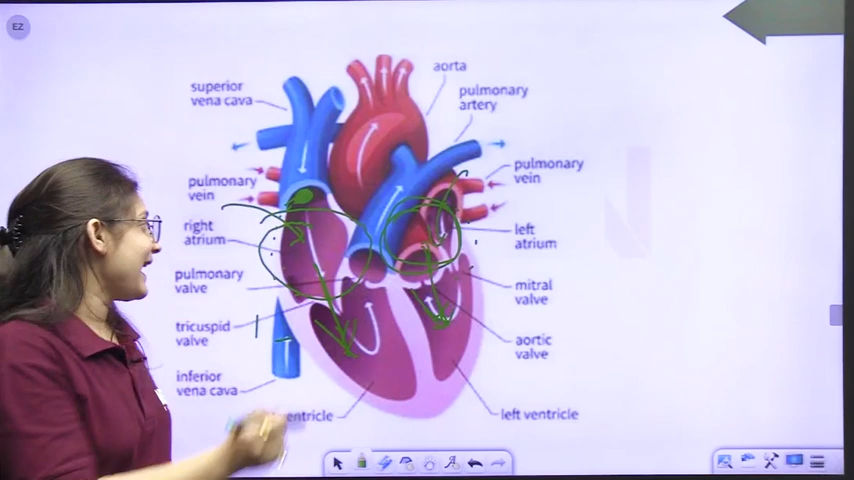 EZ
superior
vena cava
aorta
pulmonary
artery
pulmonary
vein
pulmonary
vein
right
atrium
left
atrium
pulmonary
valve
mitral
valve
tricuspid
valve
aortic
valve
inferior
vena cava
entricle
left ventricle